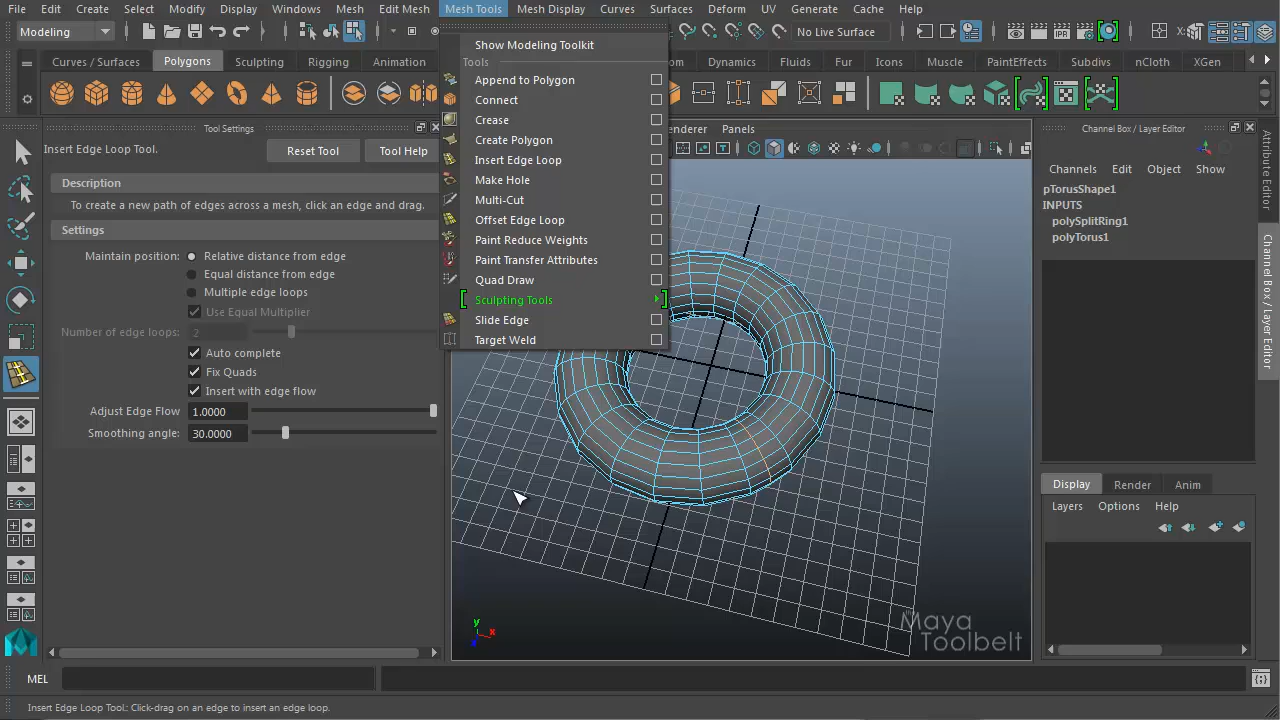 File Edit Create Select Modify Display Windows Mesh Edit Mesh Mesh Tools Mesh Display Curves Surfaces Deform UV Generate Cache Help
Modeling
No Live Surface
Curves / Surfaces Polygons Sculpting Rigging Animation
Dynamics Fluids Fur Icons Muscle PaintEffects Subdivs nCloth XGen
Show Modeling Toolkit
Tools
Append to Polygon
Connect
Crease
Create Polygon
Insert Edge Loop
Make Hole
Multi-Cut
Offset Edge Loop
Paint Reduce Weights
Paint Transfer Attributes
Quad Draw
Sculpting Tools
Slide Edge
Target Weld
Tool Settings
Insert Edge Loop Tool.
Reset Tool
Tool Help
Description
To create a new path of edges across a mesh, click an edge and drag.
Settings
Maintain position: Relative distance from edge
Equal distance from edge
Multiple edge loops
Use Equal Multiplier
Number of edge loops: 2
Auto complete
Fix Quads
Insert with edge flow
Adjust Edge Flow 1.0000
Smoothing angle: 30.0000
Panels
y
x
Maya
Toolbelt
Channel Box / Layer Editor
Channels Edit Object Show
pTorusShape1
INPUTS
polySplitRing1
polyTorus1
Display Render Anim
Layers Options Help
Attribute Editor
Channel Box / Layer Editor
MEL
Insert Edge Loop Tool: Click-drag on an edge to insert an edge loop.